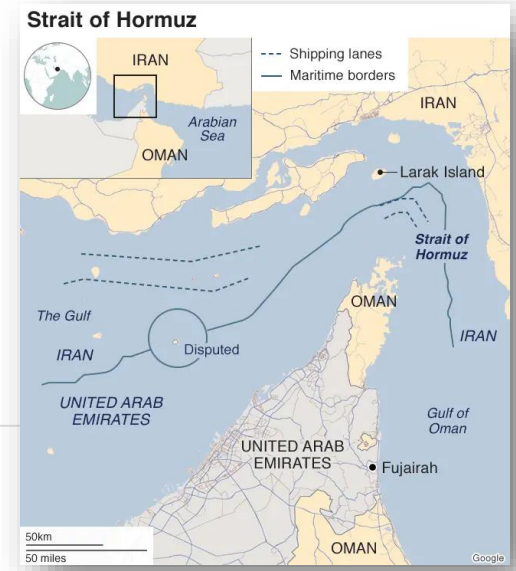 Strait of Hormuz
IRAN
Arabian
Sea
OMAN
Shipping lanes
Maritime borders
IRAN
Larak Island
Strait of
Hormuz
OMAN
The Gulf
IRAN
Disputed
IRAN
UNITED ARAB
EMIRATES
Gulf of
Oman
UNITED ARAB
EMIRATES
Fujairah
OMAN
50km
50 miles
Google